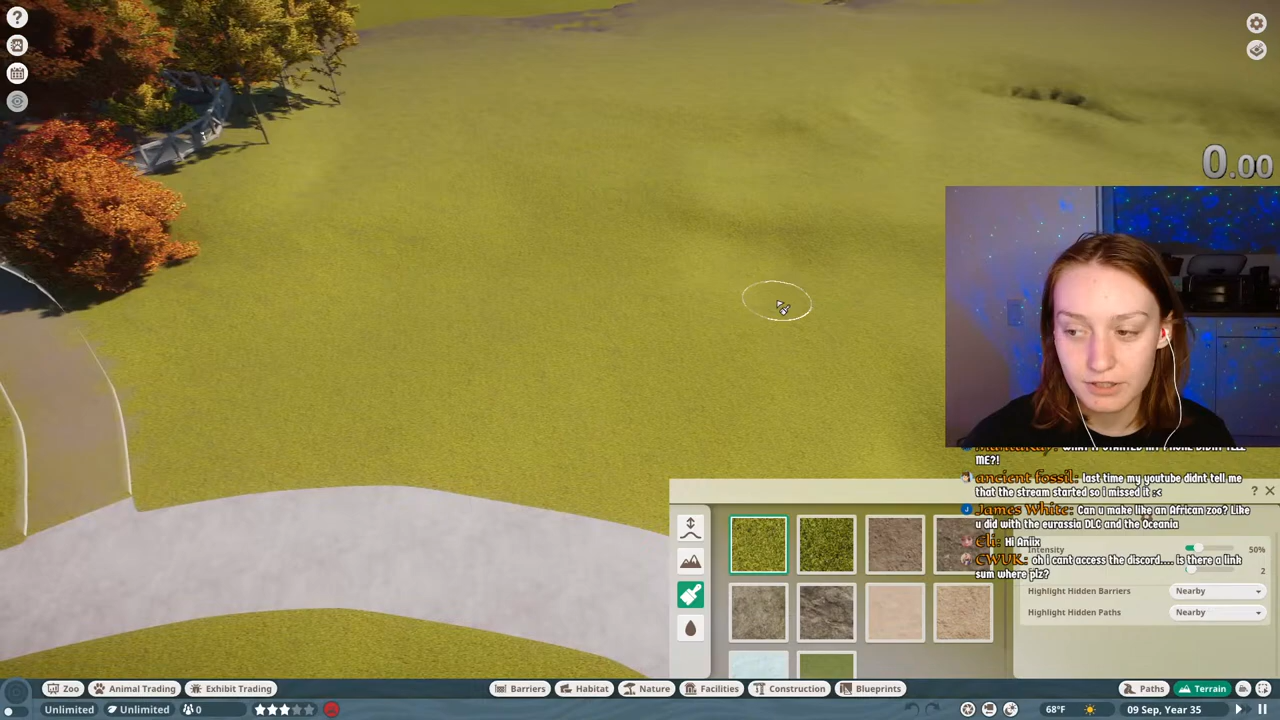 ?
0.00
ME?!
ancient fossil: last time my youtube didnt tell me
that the stream started so i missed it :<
James White: Can u make like an African zoo? Like
u did with the eurassia DLC and the Oceania
Eli: Hi Aniix
CWUK: oh i cant access the discord.... is there a link
sum where plz?
?
Intensity 50%
2
Highlight Hidden Barriers Nearby
Highlight Hidden Paths Nearby
Zoo Animal Trading Exhibit Trading Barriers Habitat Nature Facilities Construction Blueprints Paths Terrain
Unlimited Unlimited 0 68°F 09 Sep, Year 35